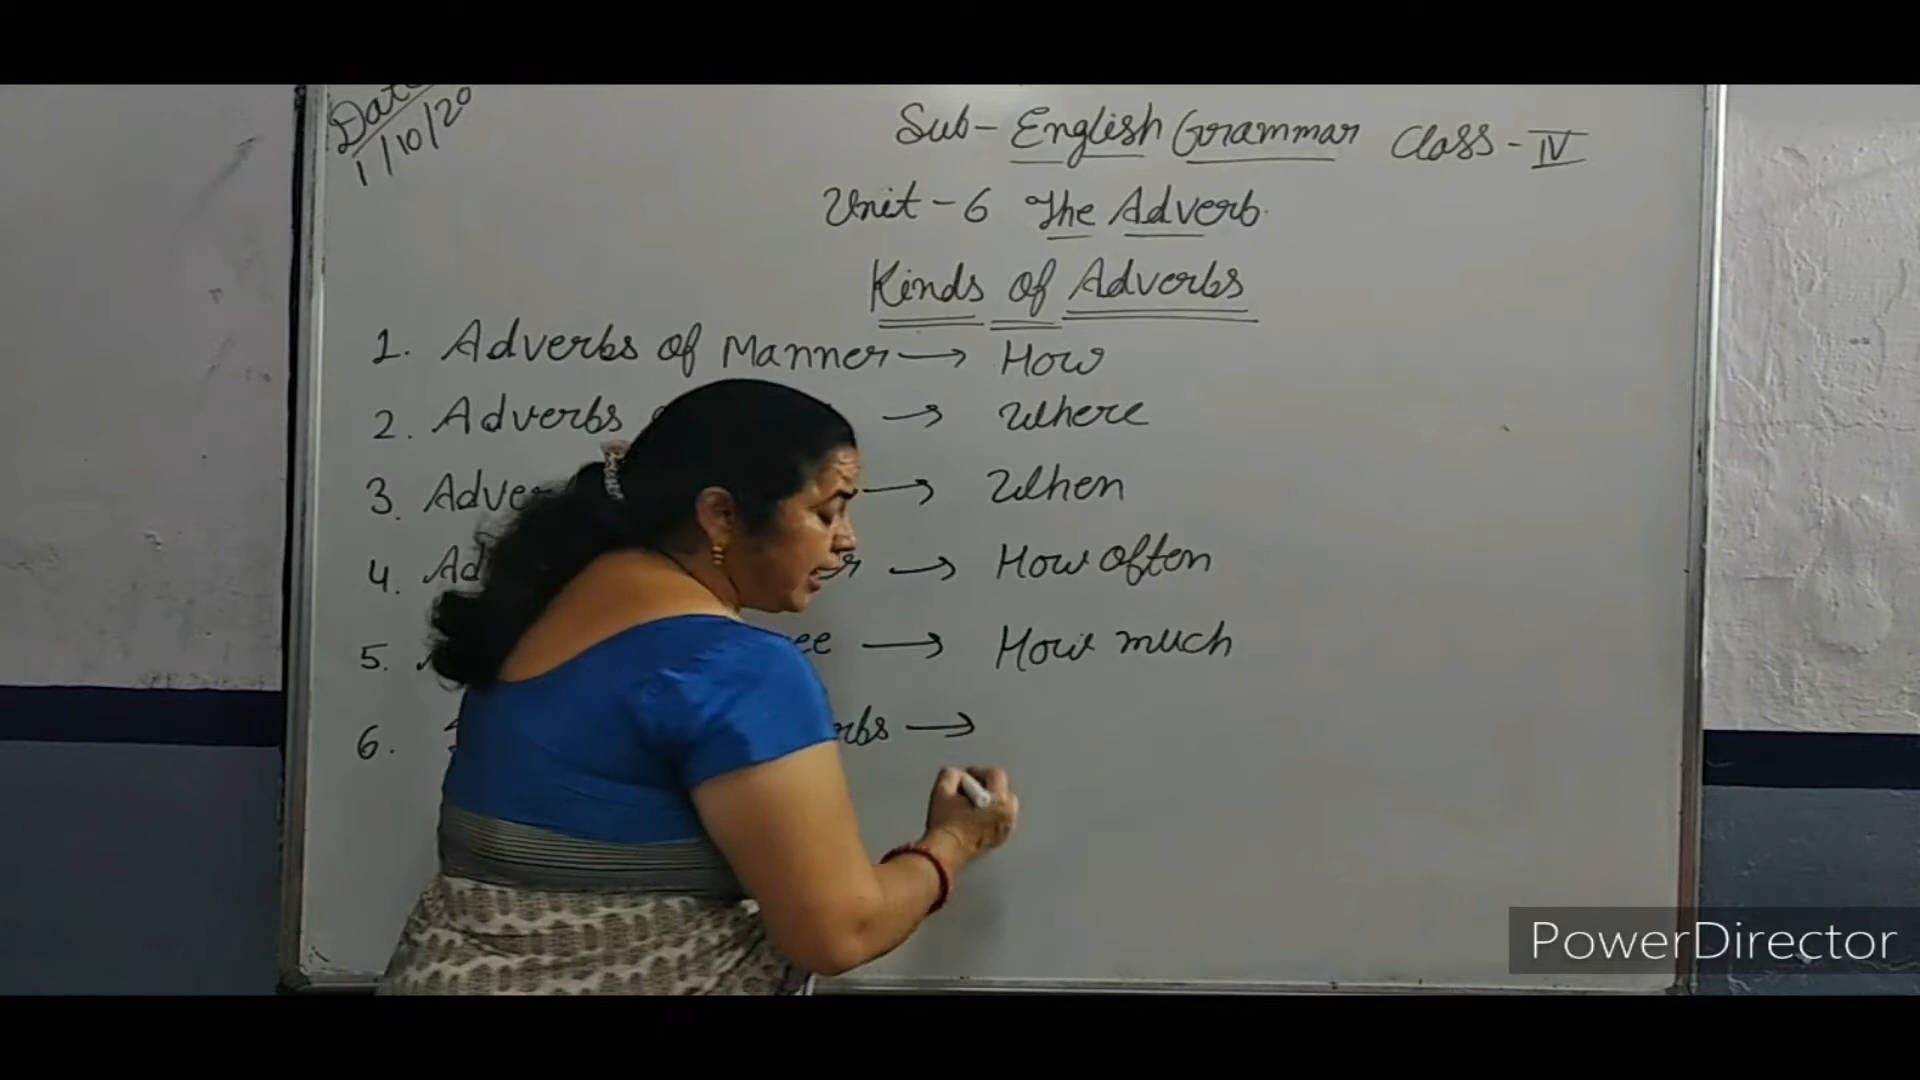 Date
1/10/20
Sub- English Grammar Class - IV
Unit - 6 The Adverb.
Kinds of Adverbs
1. Adverbs of Manner → How
2. Adverbs → Where
3. → When
4. → How often
5. → How much
6. →
PowerDirector